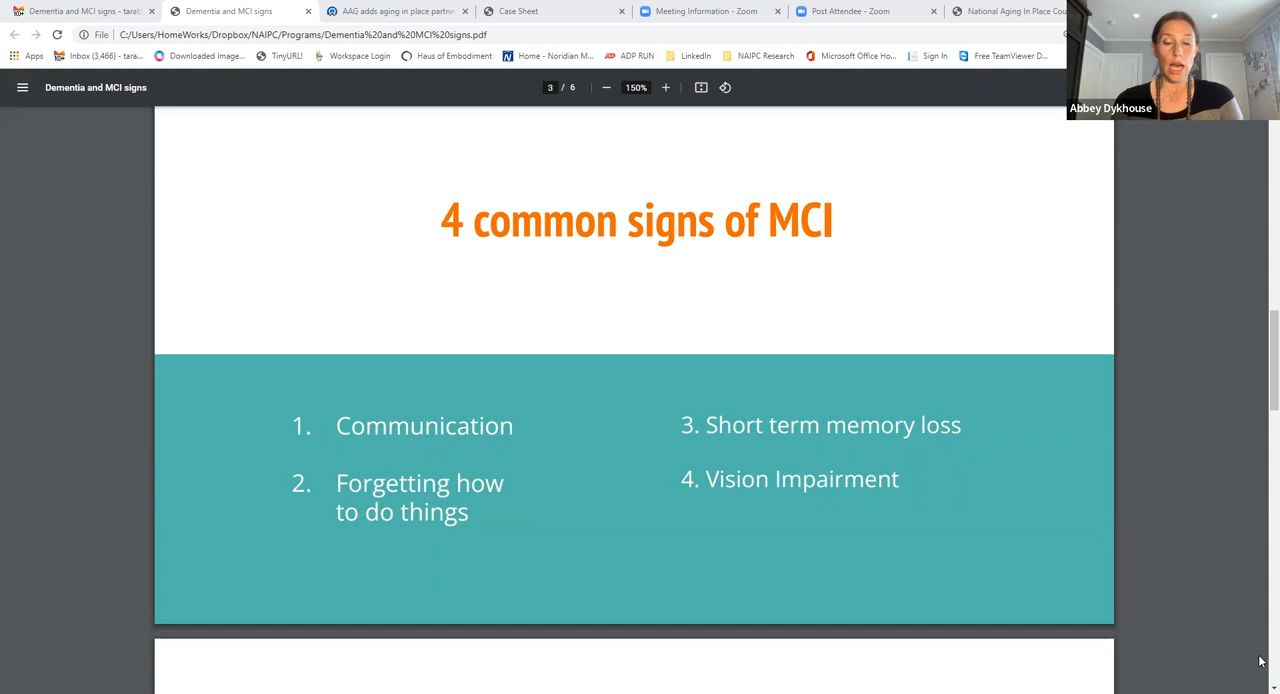 Dementia and MCI signs - tarab
Dementia and MCI signs
AAG adds aging in place partne
Case Sheet
Meeting Information - Zoom
Post Attendee - Zoom
National Aging In Place Cou
File
C:/Users/HomeWorks/Dropbox/NAIPC/Programs/Dementia%20and%20MCI%20signs.pdf
Apps
Inbox (3,466) - tara...
Downloaded Image...
TinyURL!
Workspace Login
Haus of Embodiment
Home - Noridian M...
ADP RUN
LinkedIn
NAIPC Research
Microsoft Office Ho...
Sign In
Free TeamViewer D...
Dementia and MCI signs
3 / 6
150%
Abbey Dykhouse
4 common signs of MCI
1. Communication
2. Forgetting how
to do things
3. Short term memory loss
4. Vision Impairment